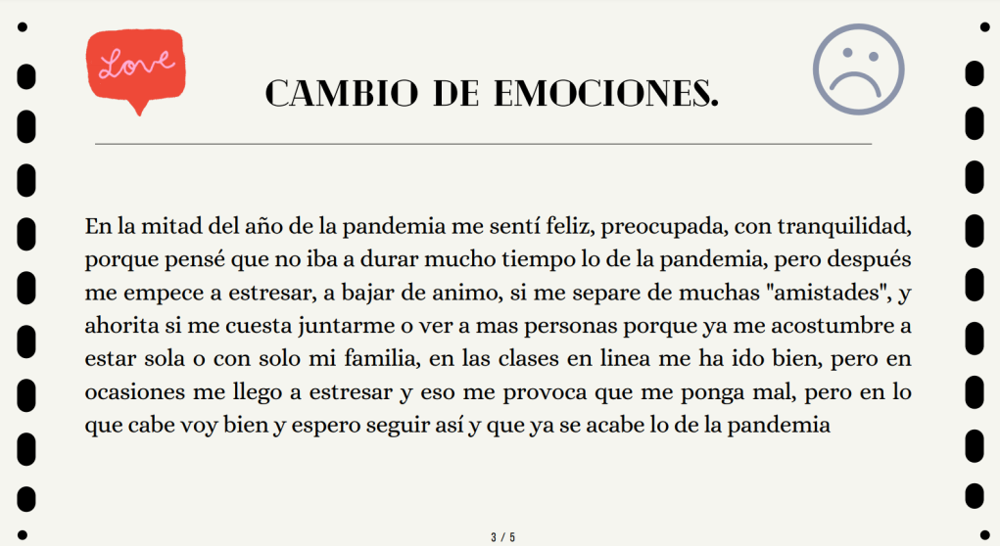 Love
CAMBIO DE EMOCIONES.
En la mitad del año de la pandemia me sentí feliz, preocupada, con tranquilidad,
porque pensé que no iba a durar mucho tiempo lo de la pandemia, pero después
me empece a estresar, a bajar de animo, si me separe de muchas "amistades", y
ahorita si me cuesta juntarme o ver a mas personas porque ya me acostumbre a
estar sola o con solo mi familia, en las clases en linea me ha ido bien, pero en
ocasiones me llego a estresar y eso me provoca que me ponga mal, pero en lo
que cabe voy bien y espero seguir así y que ya se acabe lo de la pandemia
3 / 5